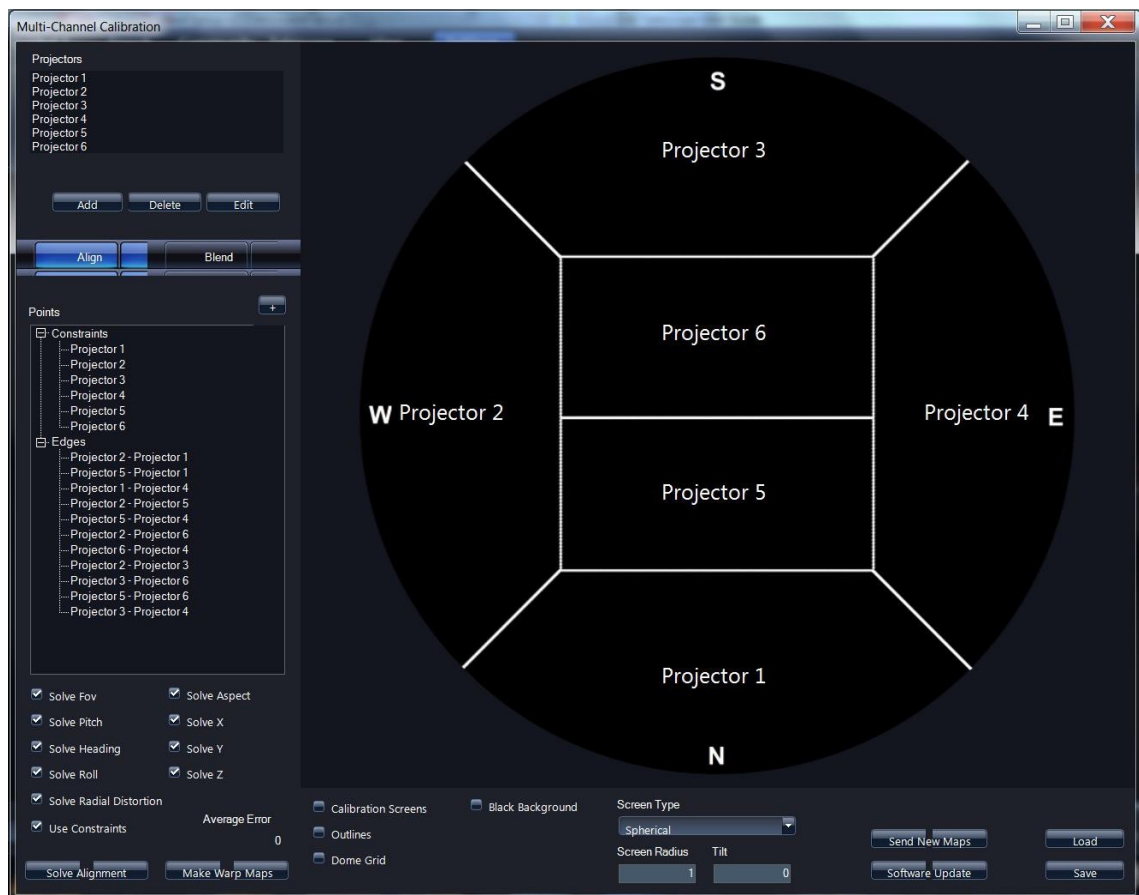 Multi-Channel Calibration
Projectors
Projector 1
Projector 2
Projector 3
Projector 4
Projector 5
Projector 6
Add Delete Edit
Align Blend
Points +
Constraints
Projector 1
Projector 2
Projector 3
Projector 4
Projector 5
Projector 6
Edges
Projector 2 - Projector 1
Projector 5 - Projector 1
Projector 1 - Projector 4
Projector 2 - Projector 5
Projector 5 - Projector 4
Projector 2 - Projector 6
Projector 6 - Projector 4
Projector 2 - Projector 3
Projector 3 - Projector 6
Projector 5 - Projector 6
Projector 3 - Projector 4
Solve Fov Solve Aspect
Solve Pitch Solve X
Solve Heading Solve Y
Solve Roll Solve Z
Solve Radial Distortion
Use Constraints
Average Error
0
Solve Alignment Make Warp Maps
S
Projector 3
Projector 6
W Projector 2 Projector 4 E
Projector 5
Projector 1
N
Calibration Screens Black Background
Outlines
Dome Grid
Screen Type
Spherical
Screen Radius Tilt
1 0
Send New Maps Load
Software Update Save